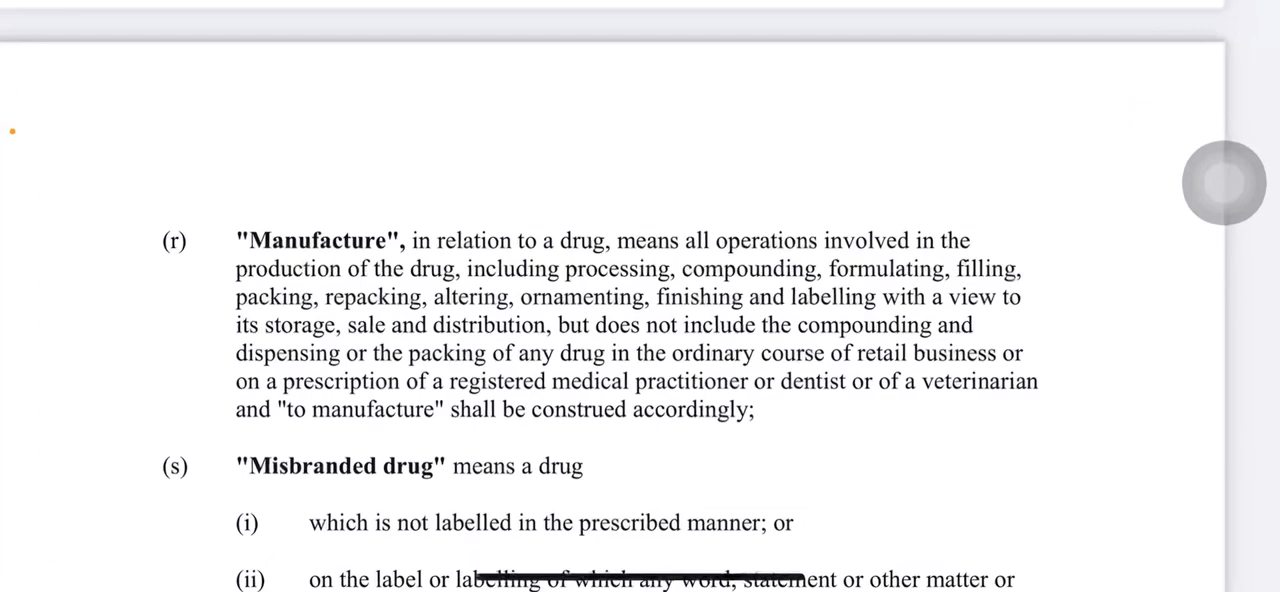 (r) "Manufacture", in relation to a drug, means all operations involved in the
production of the drug, including processing, compounding, formulating, filling,
packing, repacking, altering, ornamenting, finishing and labelling with a view to
its storage, sale and distribution, but does not include the compounding and
dispensing or the packing of any drug in the ordinary course of retail business or
on a prescription of a registered medical practitioner or dentist or of a veterinarian
and "to manufacture" shall be construed accordingly;
(s) "Misbranded drug" means a drug
(i) which is not labelled in the prescribed manner; or
(ii) on the label or labelling of which any word, statement or other matter or